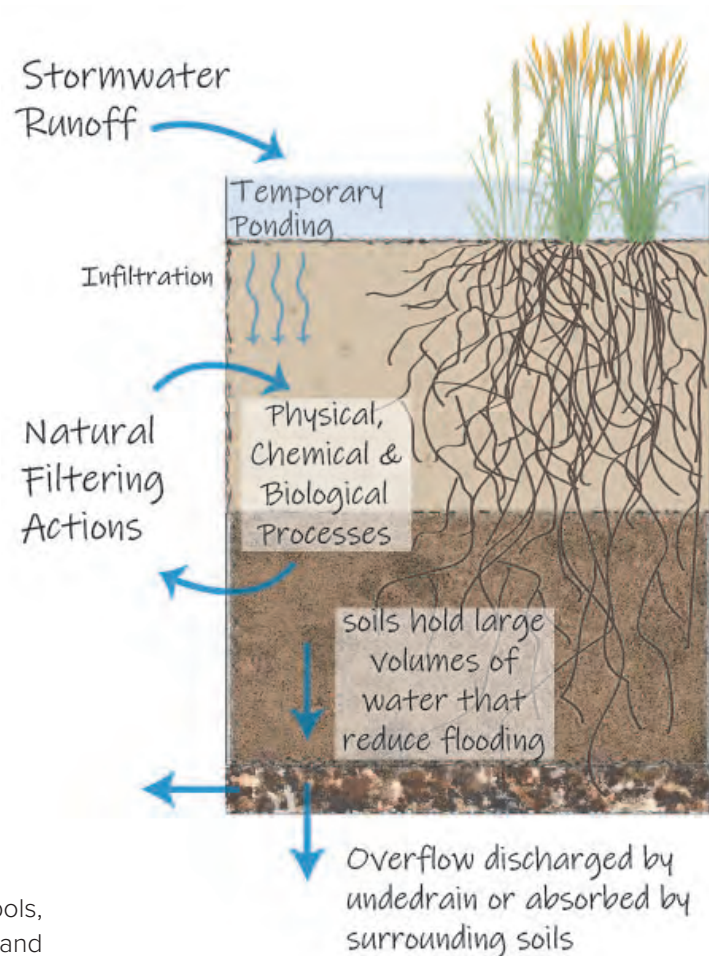 Stormwater
Runoff
Temporary
Ponding
Infiltration
Physical,
Chemical &
Biological
Processes
Natural
Filtering
Actions
soils hold large
volumes of
water that
reduce flooding
Overflow discharged by
undedrain or absorbed by
surrounding soils
ools,
and